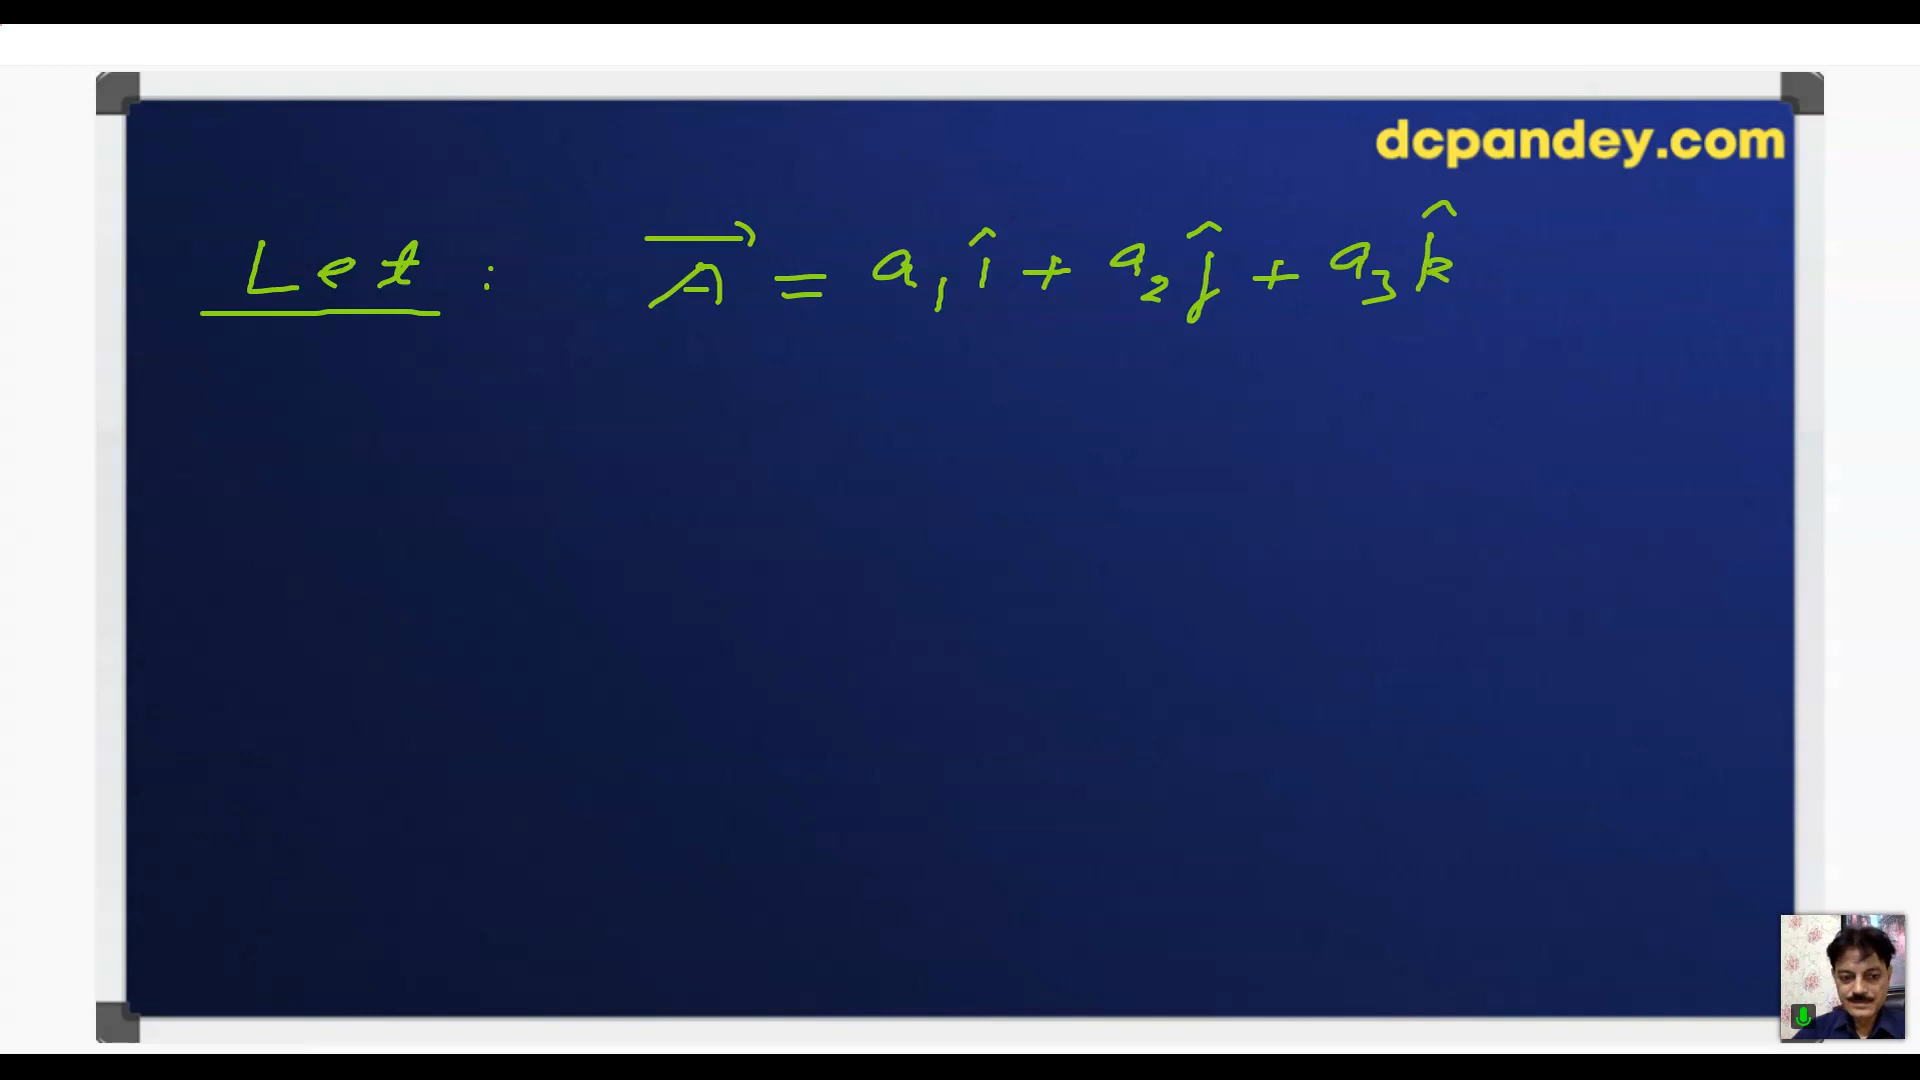 dcpandey.com
Let : A⃗ = a₁î + a₂ĵ + a₃k̂